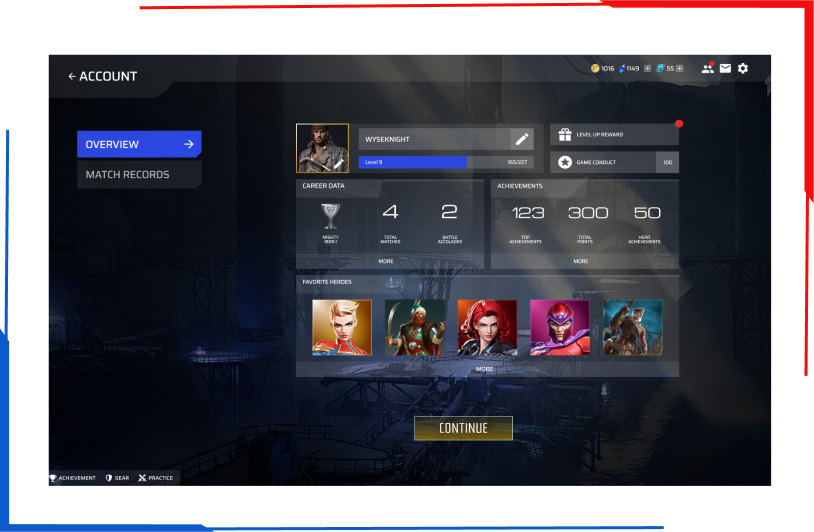 ← ACCOUNT
1016 1149 55
OVERVIEW →
MATCH RECORDS
WYSEKNIGHT
Level 9 165/227
LEVEL UP REWARD
GAME CONDUCT 100
CAREER DATA
MIGHTY
IRON I
4
TOTAL
MATCHES
2
BATTLE
ACCOLADES
MORE
ACHIEVEMENTS
123
TOP
ACHIEVEMENTS
300
TOTAL
POINTS
50
HERO
ACHIEVEMENTS
MORE
FAVORITE HEROES
MORE
CONTINUE
ACHIEVEMENT GEAR PRACTICE